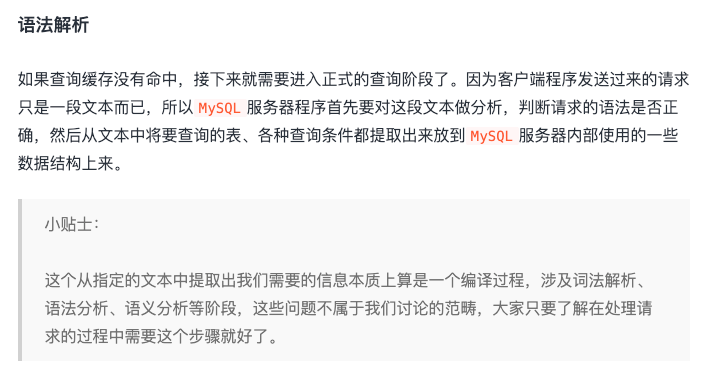 语法解析
如果查询缓存没有命中，接下来就需要进入正式的查询阶段了。因为客户端程序发送过来的请求
只是一段文本而已，所以 MySQL 服务器程序首先要对这段文本做分析，判断请求的语法是否正
确，然后从文本中将要查询的表、各种查询条件都提取出来放到 MySQL 服务器内部使用的一些
数据结构上来。
小贴士：
这个从指定的文本中提取出我们需要的信息本质上算是一个编译过程，涉及词法解析、
语法分析、语义分析等阶段，这些问题不属于我们讨论的范畴，大家只要了解在处理请
求的过程中需要这个步骤就好了。